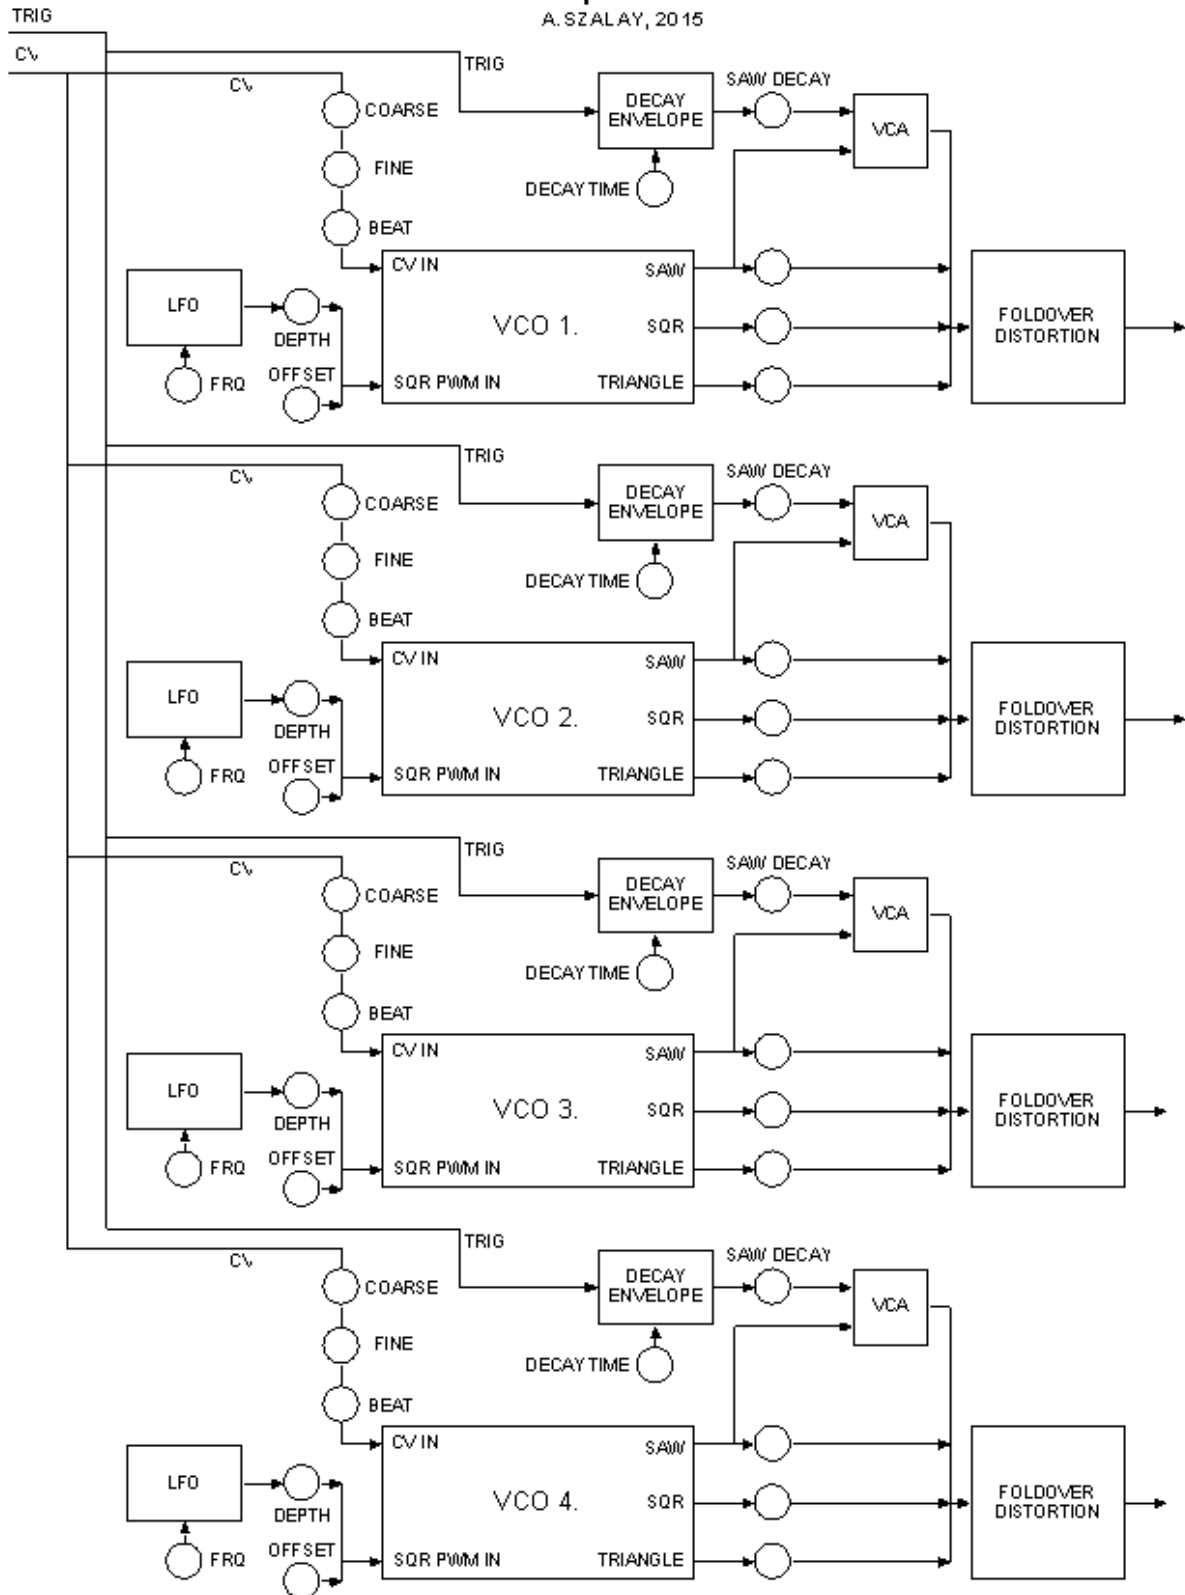 A. SZALAY, 2015
TRIG
CV
CV
TRIG
COARSE
FINE
BEAT
DECAY
ENVELOPE
SAW DECAY
VCA
DECAY TIME
LFO
DEPTH
FRQ
OFFSET
CV IN
SAW
VCO 1.
SQR
SQR PWM IN
TRIANGLE
FOLDOVER
DISTORTION
CV
TRIG
COARSE
FINE
BEAT
DECAY
ENVELOPE
SAW DECAY
VCA
DECAY TIME
LFO
DEPTH
FRQ
OFFSET
CV IN
SAW
VCO 2.
SQR
SQR PWM IN
TRIANGLE
FOLDOVER
DISTORTION
CV
TRIG
COARSE
FINE
BEAT
DECAY
ENVELOPE
SAW DECAY
VCA
DECAY TIME
LFO
DEPTH
FRQ
OFFSET
CV IN
SAW
VCO 3.
SQR
SQR PWM IN
TRIANGLE
FOLDOVER
DISTORTION
CV
TRIG
COARSE
FINE
BEAT
DECAY
ENVELOPE
SAW DECAY
VCA
DECAY TIME
LFO
DEPTH
FRQ
OFFSET
CV IN
SAW
VCO 4.
SQR
SQR PWM IN
TRIANGLE
FOLDOVER
DISTORTION